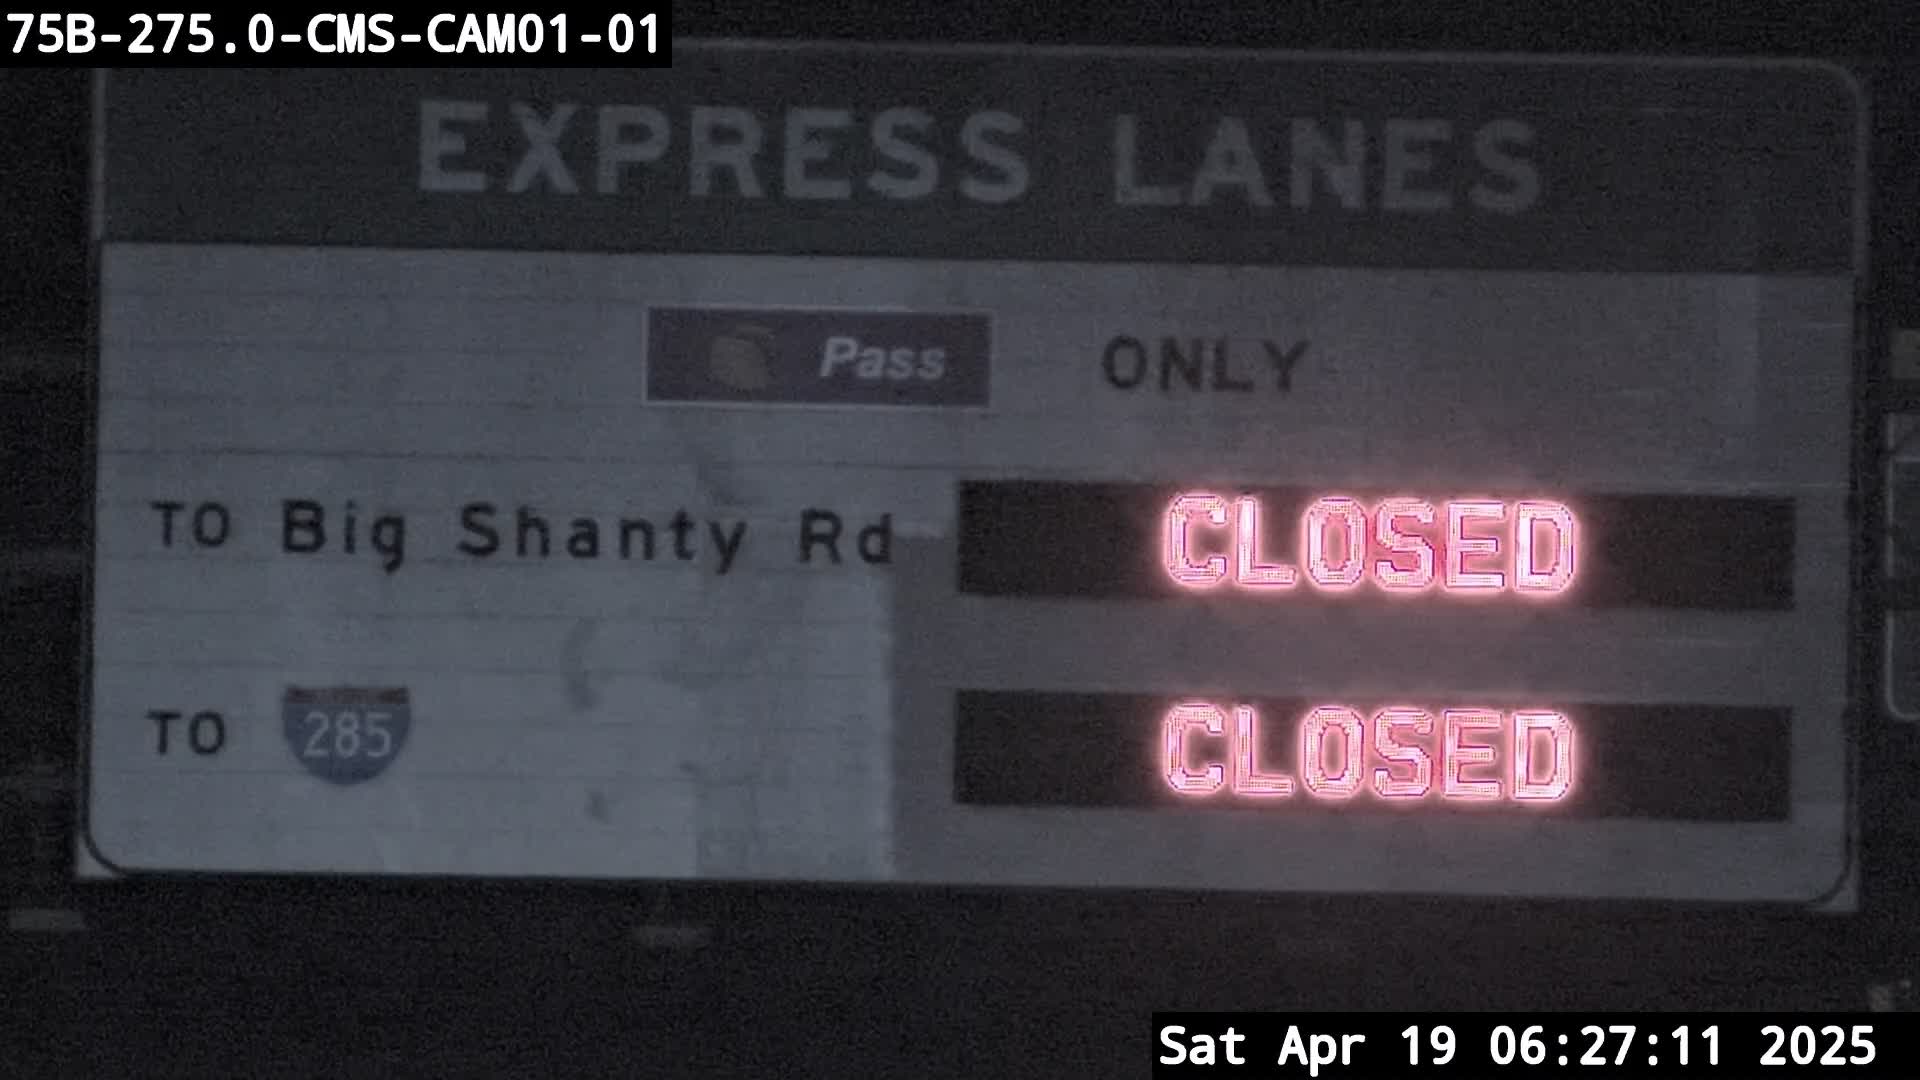 75B-275.0-CMS-CAM01-01
EXPRESS LANES
Pass ONLY
TO Big Shanty Rd CLOSED
TO 285 CLOSED
Sat Apr 19 06:27:11 2025